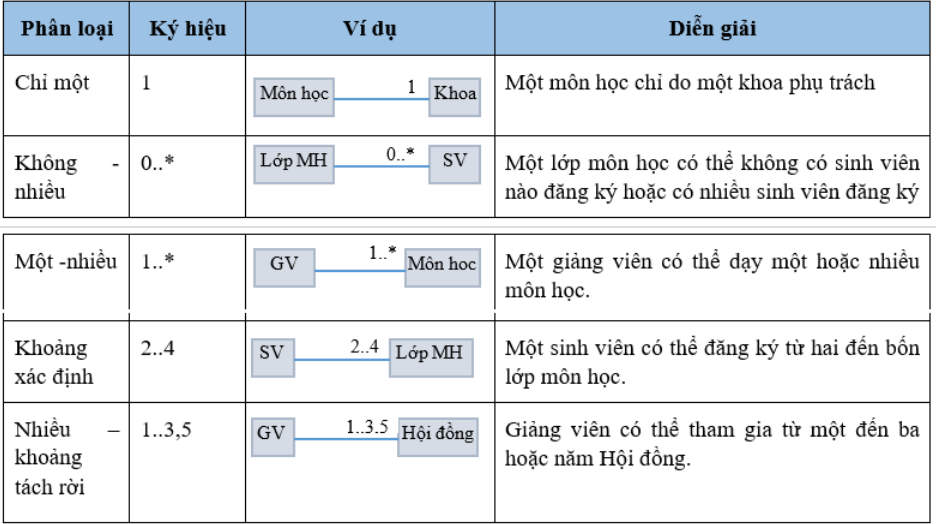 Phân loại Ký hiệu Ví dụ Diễn giải
Chỉ một 1 Môn học 1 Khoa Một môn học chỉ do một khoa phụ trách
Không - 0..* Lớp MH 0..* SV Một lớp môn học có thể không có sinh viên
nhiều nào đăng ký hoặc có nhiều sinh viên đăng ký
Một -nhiều 1..* GV 1..* Môn hoc Một giảng viên có thể dạy một hoặc nhiều
môn học.
Khoảng 2..4 SV 2..4 Lớp MH Một sinh viên có thể đăng ký từ hai đến bốn
xác định lớp môn học.
Nhiều – 1..3,5 GV 1..3.5 Hội đồng Giảng viên có thể tham gia từ một đến ba
khoảng hoặc năm Hội đồng.
tách rời